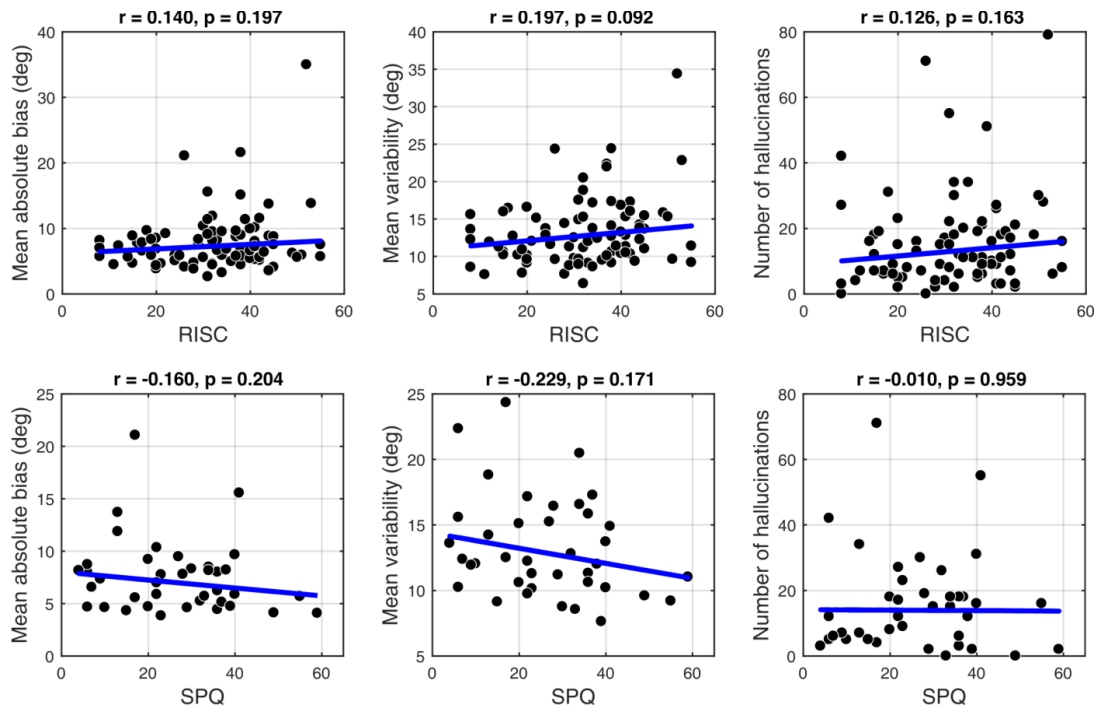 r = 0.140, p = 0.197
Mean absolute bias (deg)
40
30
20
10
0
0 20 40 60
RISC
r = 0.197, p = 0.092
Mean variability (deg)
40
35
30
25
20
15
10
5
0 20 40 60
RISC
r = 0.126, p = 0.163
Number of hallucinations
80
60
40
20
0
0 20 40 60
RISC
r = -0.160, p = 0.204
Mean absolute bias (deg)
25
20
15
10
5
0
0 20 40 60
SPQ
r = -0.229, p = 0.171
Mean variability (deg)
25
20
15
10
5
0 20 40 60
SPQ
r = -0.010, p = 0.959
Number of hallucinations
80
60
40
20
0
0 20 40 60
SPQ